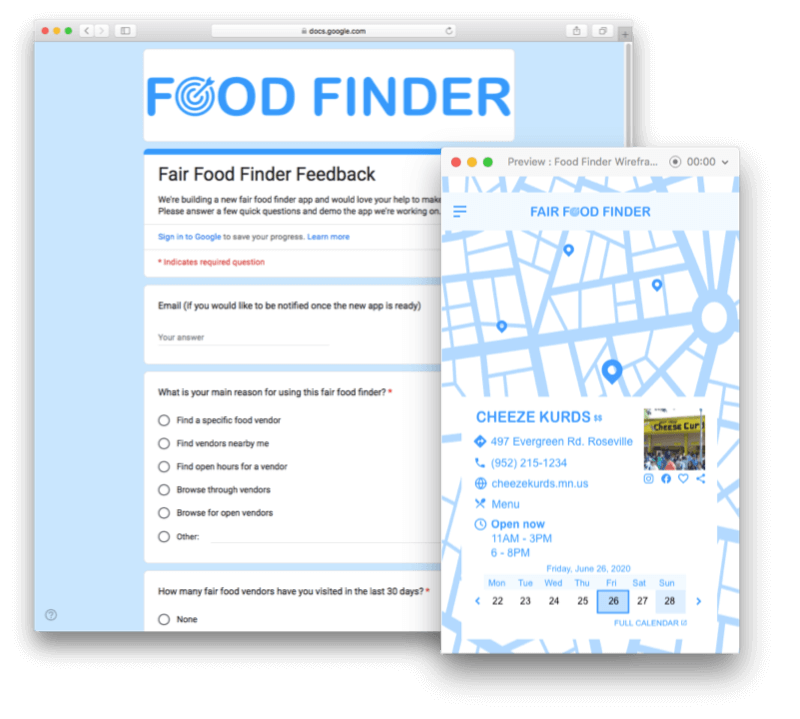 docs.google.com
FOOD FINDER
Fair Food Finder Feedback
We're building a new fair food finder app and would love your help to make
Please answer a few quick questions and demo the app we're working on.
Sign in to Google to save your progress. Learn more
* Indicates required question
Email (if you would like to be notified once the new app is ready)
Your answer
What is your main reason for using this fair food finder? *
Find a specific food vendor
Find vendors nearby me
Find open hours for a vendor
Browse through vendors
Browse for open vendors
Other:
How many fair food vendors have you visited in the last 30 days? *
None
Preview : Food Finder Wirefra... 00:00
FAIR FOOD FINDER
CHEEZE KURDS $$
497 Evergreen Rd. Roseville
(952) 215-1234
cheezekurds.mn.us
Menu
Open now
11AM - 3PM
6 - 8PM
Cheese Curd
Friday, June 26, 2020
Mon Tue Wed Thu Fri Sat Sun
22 23 24 25 26 27 28
FULL CALENDAR